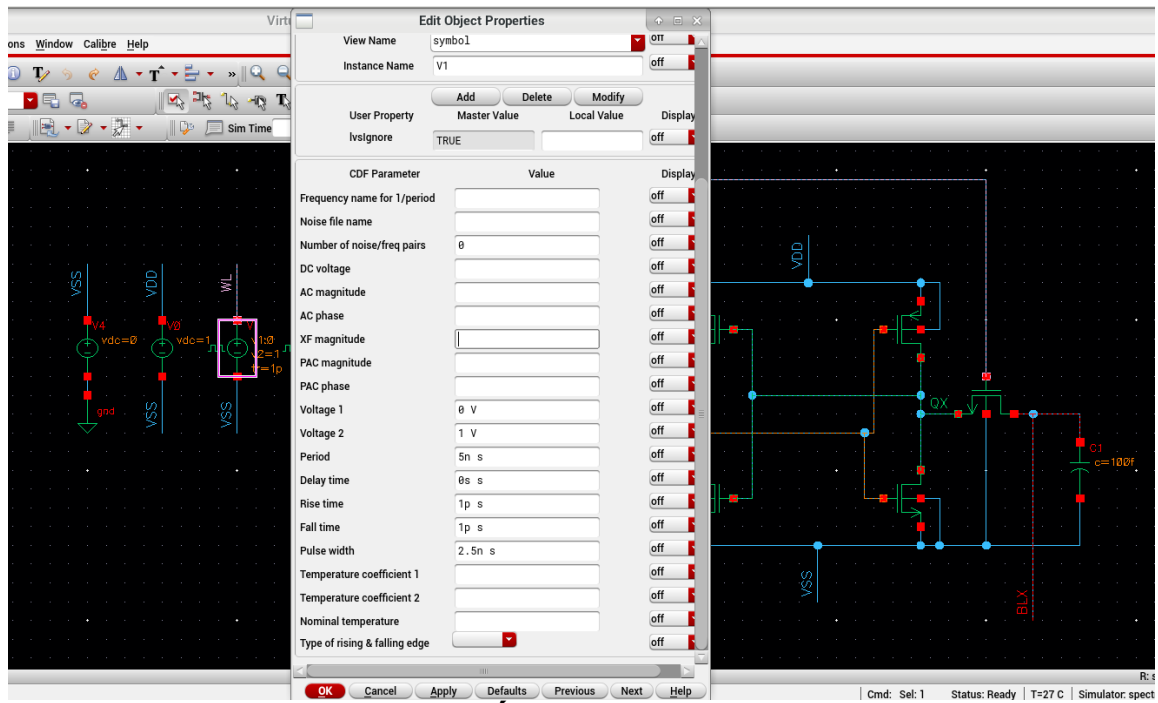 Virt
Edit Object Properties
ons Window Calibre Help
View Name symbol off
Instance Name V1 off
Add Delete Modify
User Property Master Value Local Value Display
lvsIgnore TRUE off
Sim Time
CDF Parameter Value Display
Frequency name for 1/period off
Noise file name off
Number of noise/freq pairs 0 off
DC voltage off
AC magnitude off
AC phase off
XF magnitude off
PAC magnitude off
PAC phase off
Voltage 1 0 V off
Voltage 2 1 V off
Period 5n s off
Delay time 0s s off
Rise time 1p s off
Fall time 1p s off
Pulse width 2.5n s off
Temperature coefficient 1 off
Temperature coefficient 2 off
Nominal temperature off
Type of rising & falling edge off
OK Cancel Apply Defaults Previous Next Help
VSS
VDD
WL
V4
vdc=0
V0
vdc=1
v1:0
v2=1
tr=1p
gnd
VSS
VSS
VDD
QX
C1
c=100f
VSS
BLX
R: s
Cmd: Sel: 1 Status: Ready T=27 C Simulator: spect